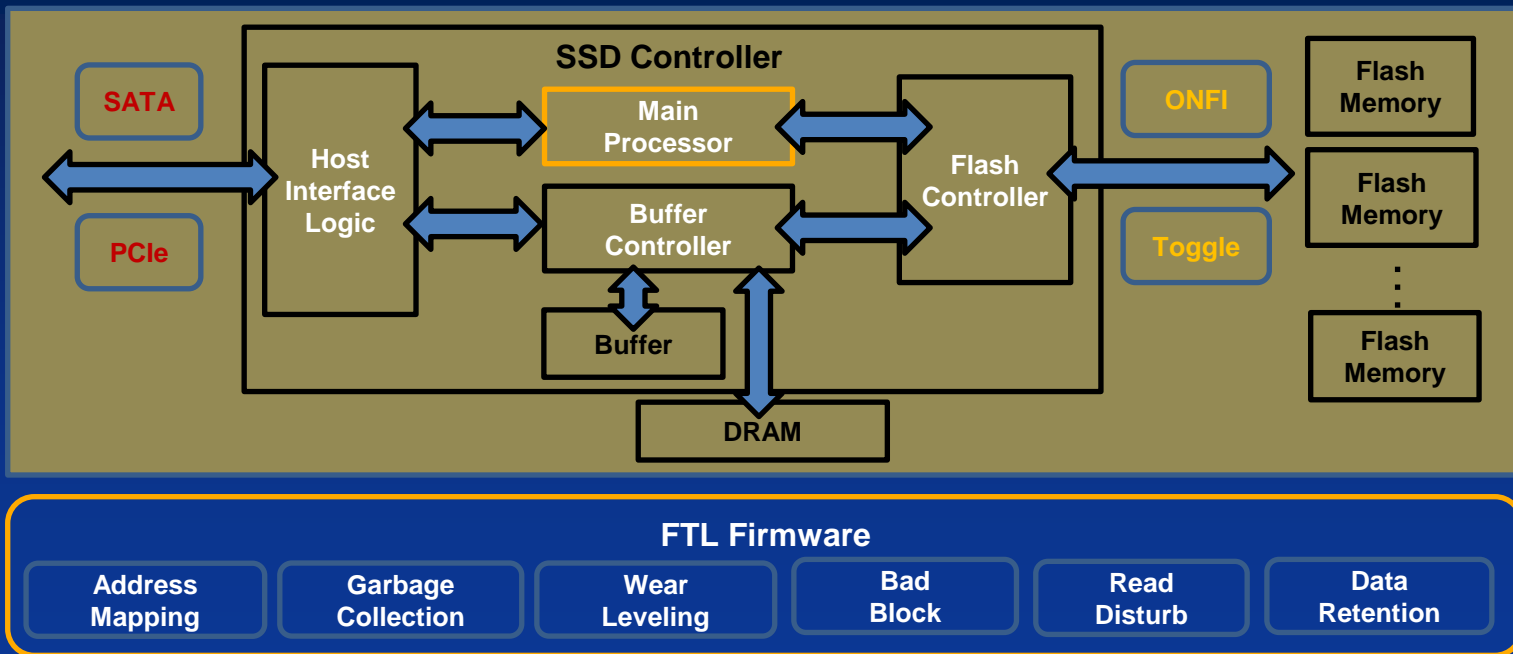 SSD Controller
SATA
PCIe
Host
Interface
Logic
Main
Processor
Buffer
Controller
Buffer
DRAM
Flash
Controller
ONFI
Toggle
Flash
Memory
Flash
Memory
Flash
Memory
FTL Firmware
Address
Mapping
Garbage
Collection
Wear
Leveling
Bad
Block
Read
Disturb
Data
Retention